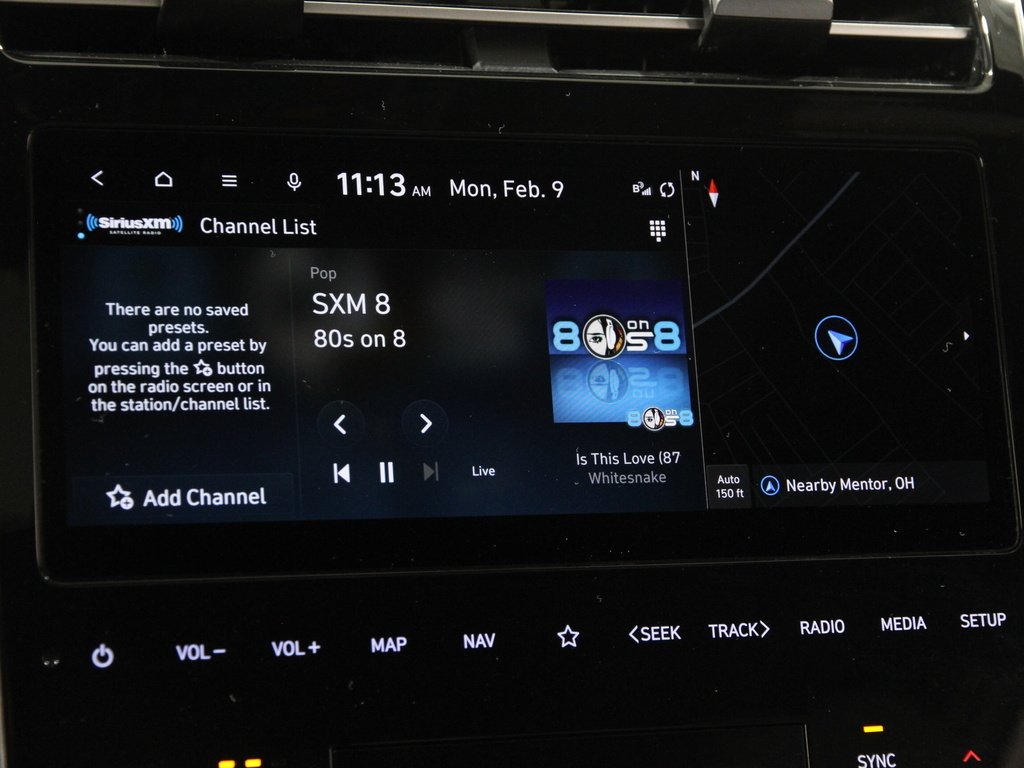 11:13 AM Mon, Feb. 9
N
((SiriusXM))
SATELLITE RADIO
Channel List
There are no saved
presets.
You can add a preset by
pressing the button
on the radio screen or in
the station/channel list.
Add Channel
Pop
SXM 8
80s on 8
Live
8 on 8
8 on 8
Is This Love (87
Whitesnake
Auto
150 ft
Nearby Mentor, OH
VOL− VOL+ MAP NAV <SEEK TRACK> RADIO MEDIA SETUP
SYNC